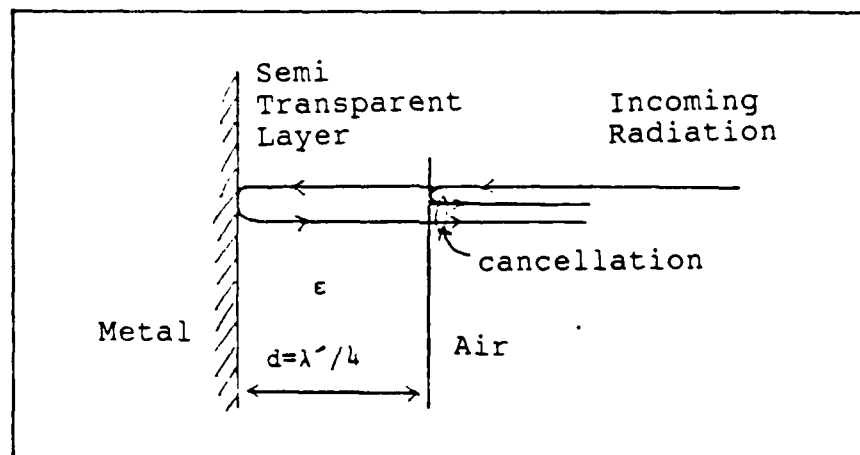 Semi
Transparent
Layer
Incoming
Radiation
cancellation
ε
Metal
d=λ´/4
Air